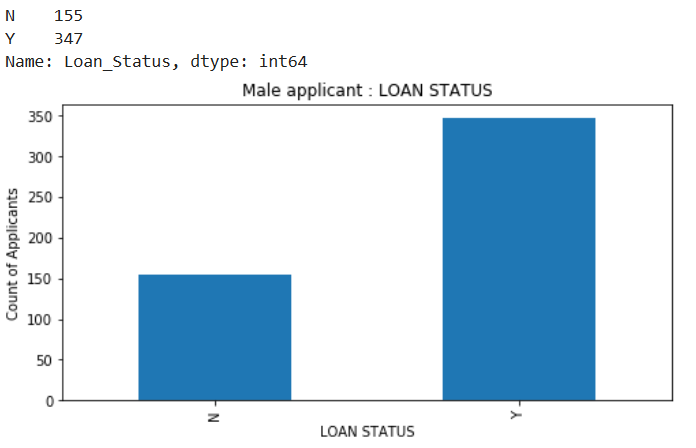 N    155
Y    347
Name: Loan_Status, dtype: int64
Male applicant : LOAN STATUS
350
300
250
200
150
100
50
0
Count of Applicants
N
Y
LOAN STATUS